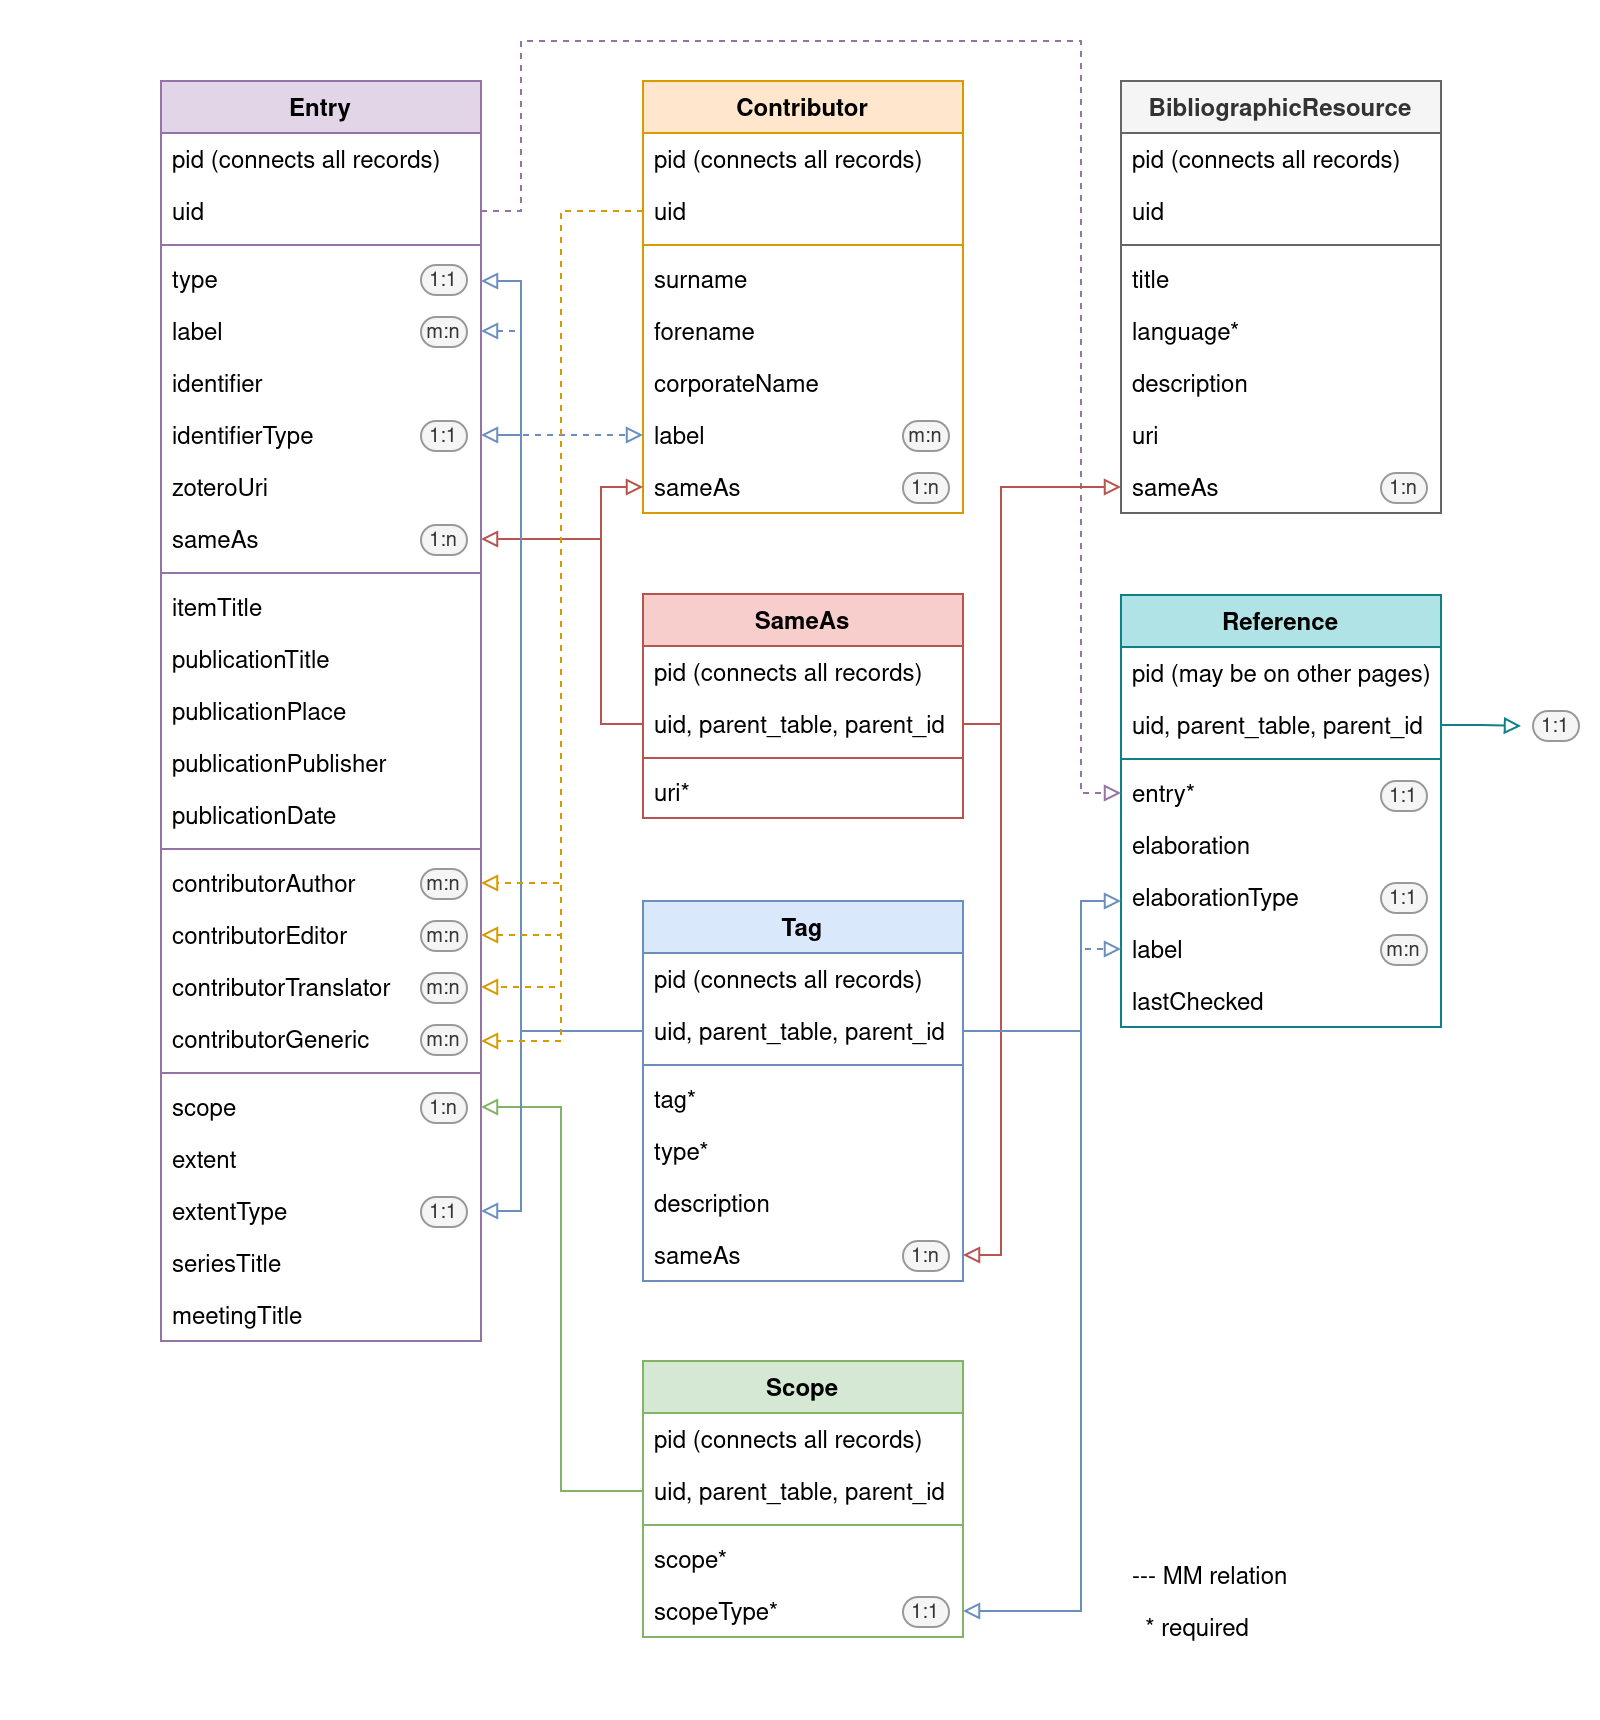 Entry
pid (connects all records)
uid
type 1:1
label m:n
identifier
identifierType 1:1
zoteroUri
sameAs 1:n
itemTitle
publicationTitle
publicationPlace
publicationPublisher
publicationDate
contributorAuthor m:n
contributorEditor m:n
contributorTranslator m:n
contributorGeneric m:n
scope 1:n
extent
extentType 1:1
seriesTitle
meetingTitle
Contributor
pid (connects all records)
uid
surname
forename
corporateName
label m:n
sameAs 1:n
SameAs
pid (connects all records)
uid, parent_table, parent_id
uri*
Tag
pid (connects all records)
uid, parent_table, parent_id
tag*
type*
description
sameAs 1:n
Scope
pid (connects all records)
uid, parent_table, parent_id
scope*
scopeType* 1:1
BibliographicResource
pid (connects all records)
uid
title
language*
description
uri
sameAs 1:n
Reference
pid (may be on other pages)
uid, parent_table, parent_id 1:1
entry* 1:1
elaboration
elaborationType 1:1
label m:n
lastChecked
--- MM relation
* required